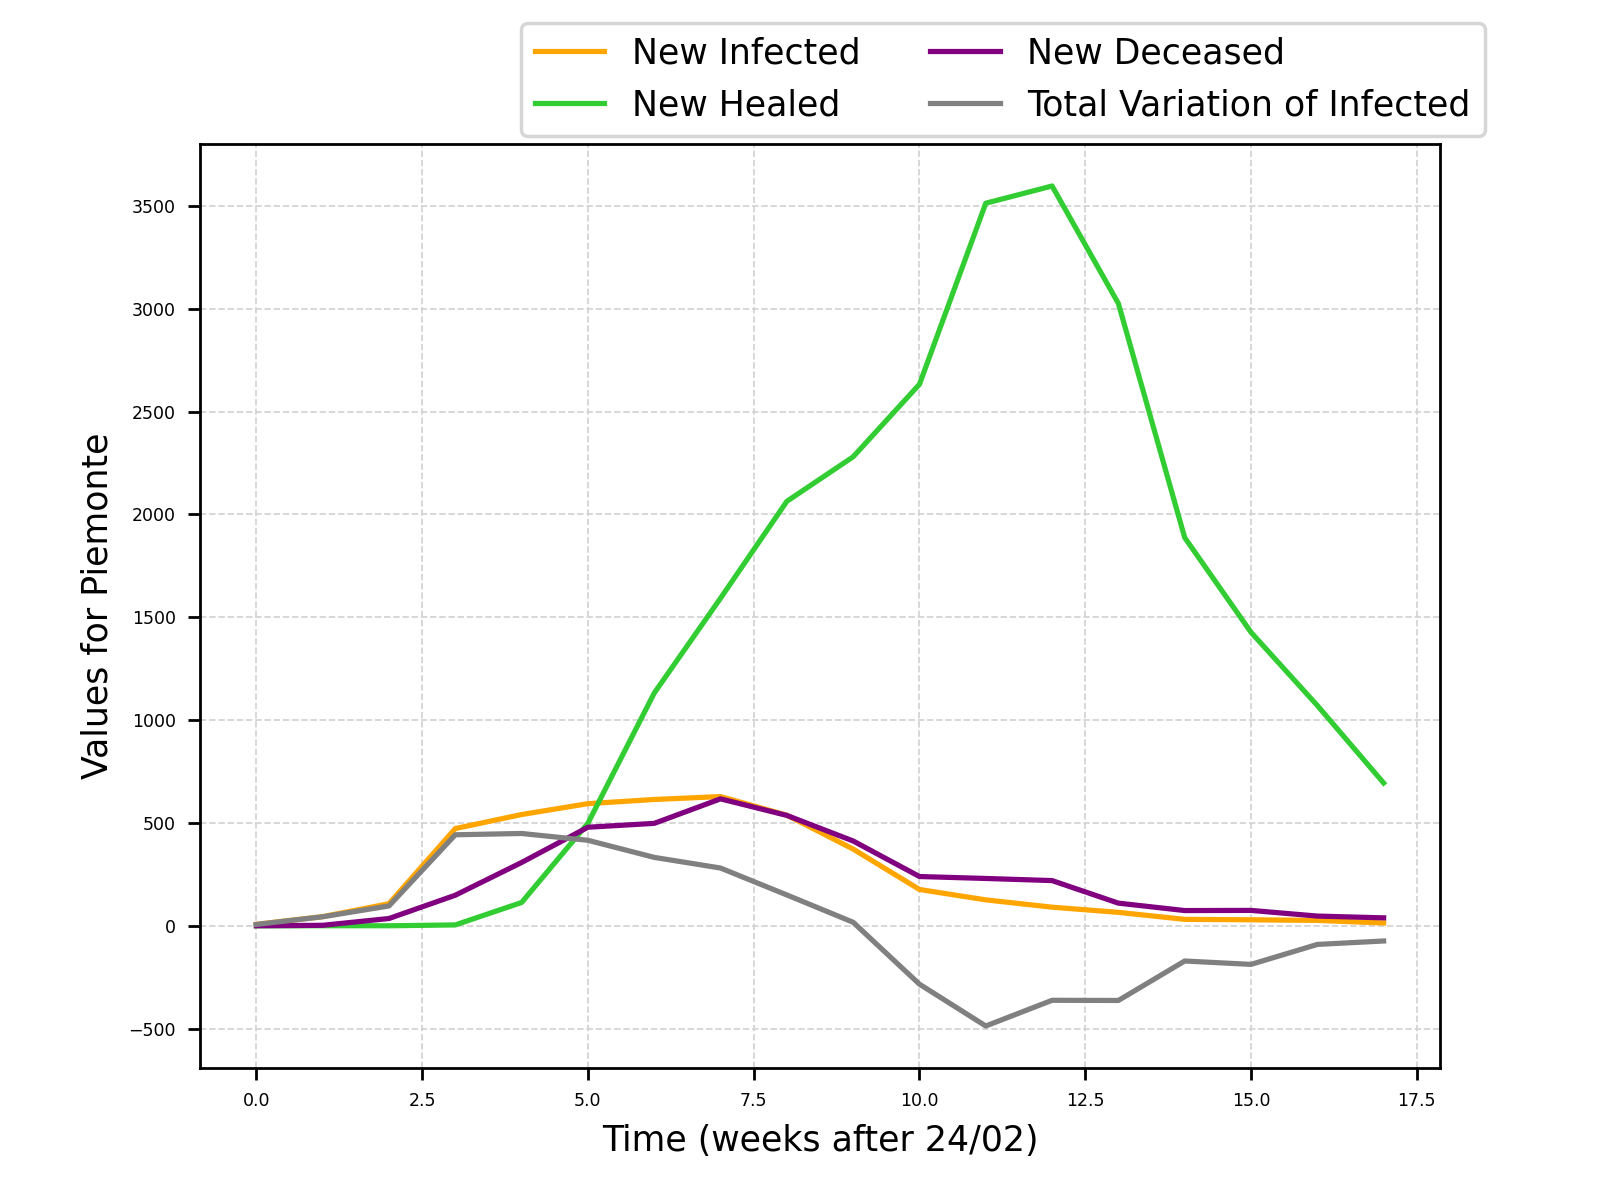 New Infected
New Healed
New Deceased
Total Variation of Infected
Values for Piemonte
3500
3000
2500
2000
1500
1000
500
0
−500
0.0 2.5 5.0 7.5 10.0 12.5 15.0 17.5
Time (weeks after 24/02)